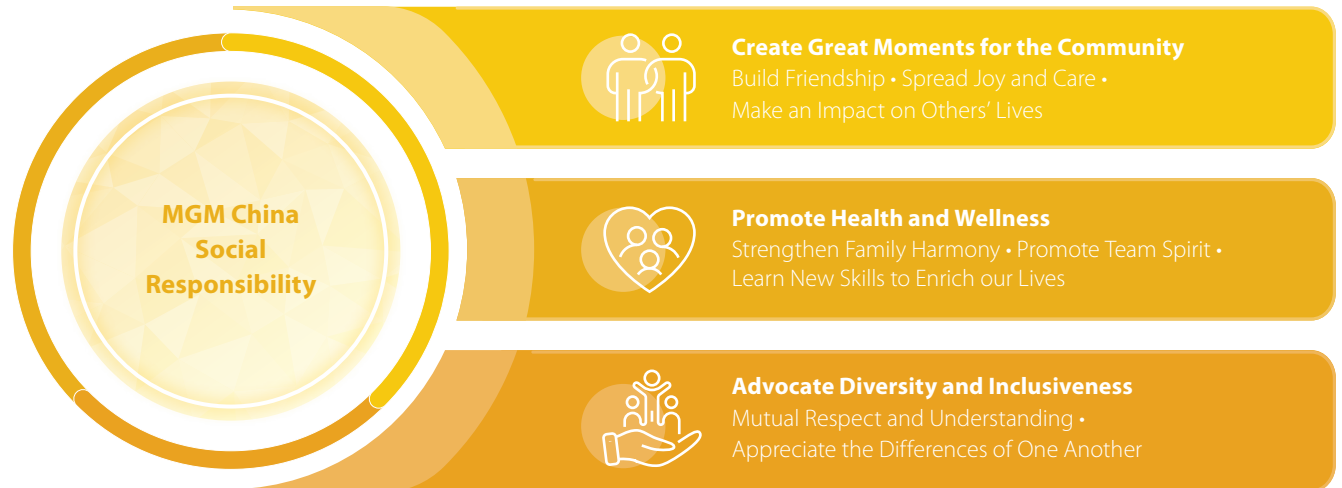 MGM China
Social
Responsibility
Create Great Moments for the Community
Build Friendship • Spread Joy and Care •
Make an Impact on Others’ Lives
Promote Health and Wellness
Strengthen Family Harmony • Promote Team Spirit •
Learn New Skills to Enrich our Lives
Advocate Diversity and Inclusiveness
Mutual Respect and Understanding •
Appreciate the Differences of One Another